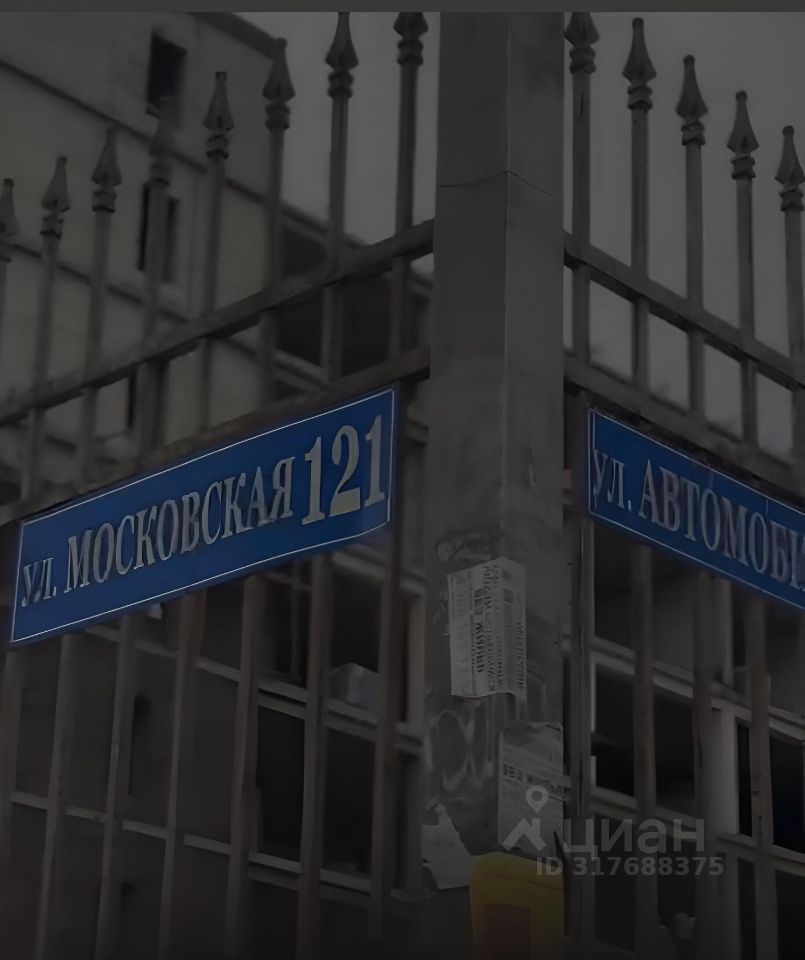 УЛ. МОСКОВСКАЯ 121
УЛ. АВТОМОБИ
циан
ID 317688375